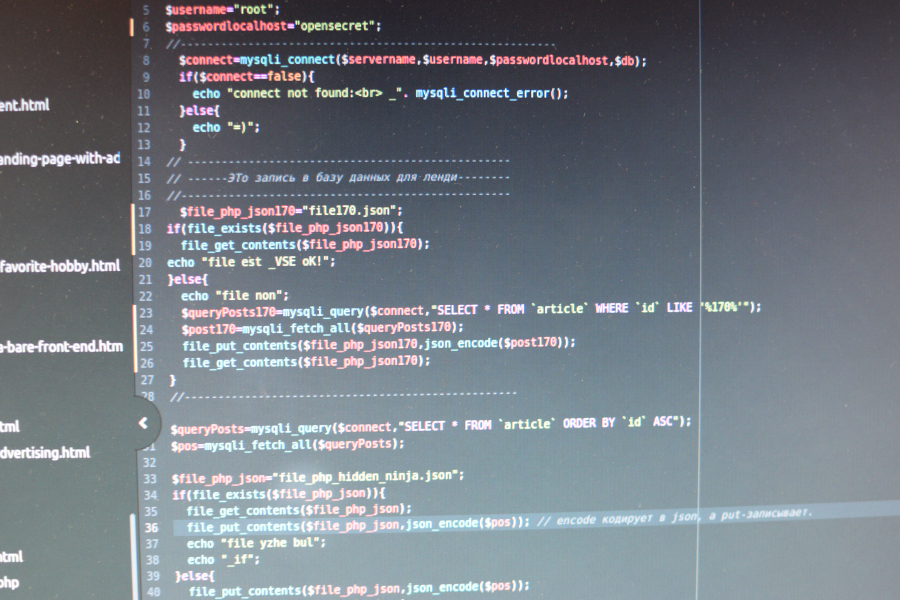 ent.html
anding-page-with-ad
favorite-hobby.html
a-bare-front-end.htm
tml
dvertising.html
html
php
5 $username="root";
6 $passwordlocalhost="opensecret";
7 //--------------------------------------------------------
8 $connect=mysqli_connect($servername,$username,$passwordlocalhost,$db);
9 if($connect==false){
10 echo "connect not found:<br> _". mysqli_connect_error();
11 }else{
12 echo "=)";
13 }
14 // ------------------------------------------------
15 // ------ЭТо запись в базу данных для ленди--------
16 //-------------------------------------------------
17 $file_php_json170="file170.json";
18 if(file_exists($file_php_json170)){
19 file_get_contents($file_php_json170);
20 echo "file est _VSE oK!";
21 }else{
22 echo "file non";
23 $queryPosts170=mysqli_query($connect,"SELECT * FROM `article` WHERE `id` LIKE '%170%'");
24 $post170=mysqli_fetch_all($queryPosts170);
25 file_put_contents($file_php_json170,json_encode($post170));
26 file_get_contents($file_php_json170);
27 }
28 //--------------------------------------------------
$queryPosts=mysqli_query($connect,"SELECT * FROM `article` ORDER BY `id` ASC");
31 $pos=mysqli_fetch_all($queryPosts);
32
33 $file_php_json="file_php_hidden_ninja.json";
34 if(file_exists($file_php_json)){
35 file_get_contents($file_php_json);
36 file_put_contents($file_php_json,json_encode($pos)); // encode кодирует в json, а put-записывает.
37 echo "file yzhe bul";
38 echo "_if";
39 }else{
40 file_put_contents($file_php_json,json_encode($pos));